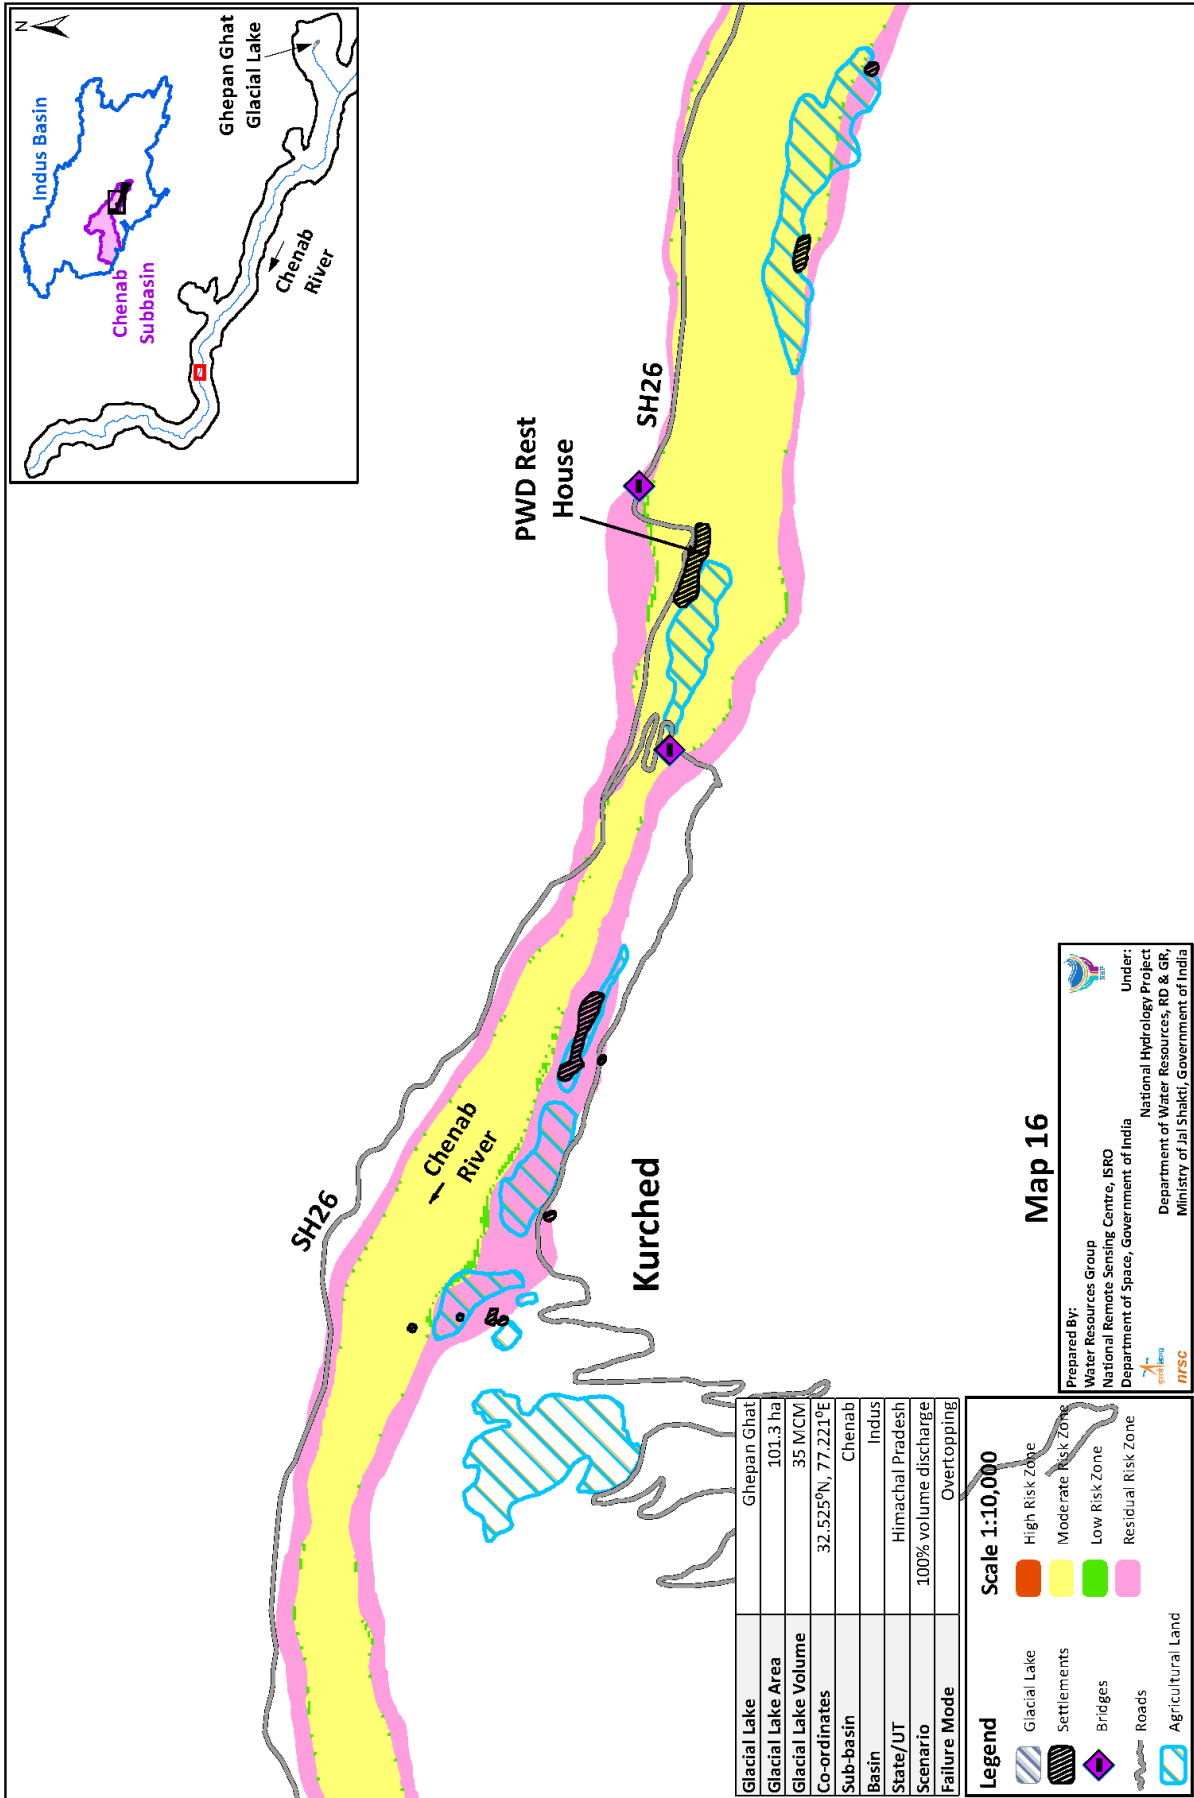 N
Indus Basin
Chenab
Subbasin
Ghepan Ghat
Glacial Lake
Chenab
River
SH26
PWD Rest
House
SH26
Chenab
River
Kurched
Map 16
Glacial Lake Ghepan Ghat
Glacial Lake Area 101.3 ha
Glacial Lake Volume 35 MCM
Co-ordinates 32.525⁰N, 77.221⁰E
Sub-basin Chenab
Basin Indus
State/UT Himachal Pradesh
Scenario 100% volume discharge
Failure Mode Overtopping
Legend
Scale 1:10,000
Glacial Lake
Settlements
Bridges
Roads
Agricultural Land
High Risk Zone
Moderate Risk Zone
Low Risk Zone
Residual Risk Zone
Prepared By:
Water Resources Group
National Remote Sensing Centre, ISRO
Department of Space, Government of India
nrsc
NHP
Under:
National Hydrology Project
Department of Water Resources, RD & GR,
Ministry of Jal Shakti, Government of India